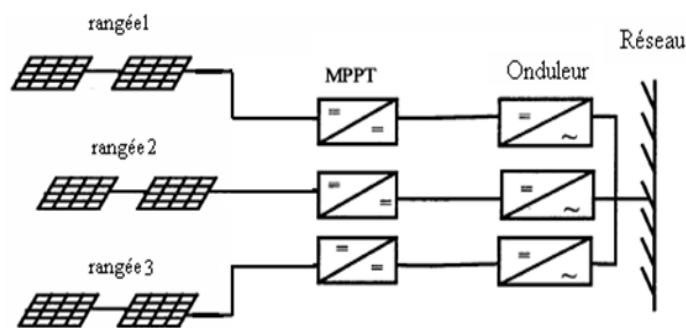 rangée1
Réseau
MPPT
Onduleur
rangée 2
rangée 3